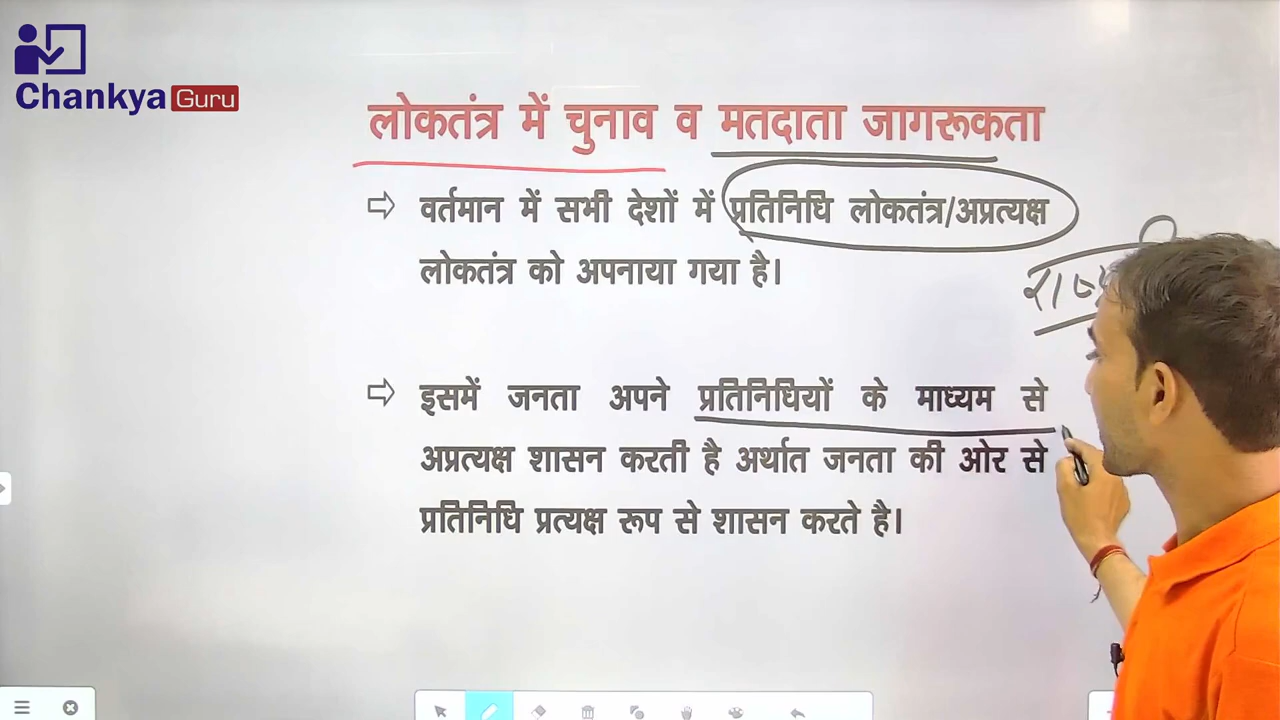 Chankya Guru
लोकतंत्र में चुनाव व मतदाता जागरूकता
वर्तमान में सभी देशों में प्रतिनिधि लोकतंत्र/अप्रत्यक्ष
लोकतंत्र को अपनाया गया है।
इसमें जनता अपने प्रतिनिधियों के माध्यम से
अप्रत्यक्ष शासन करती है अर्थात जनता की ओर से
प्रतिनिधि प्रत्यक्ष रूप से शासन करते है।